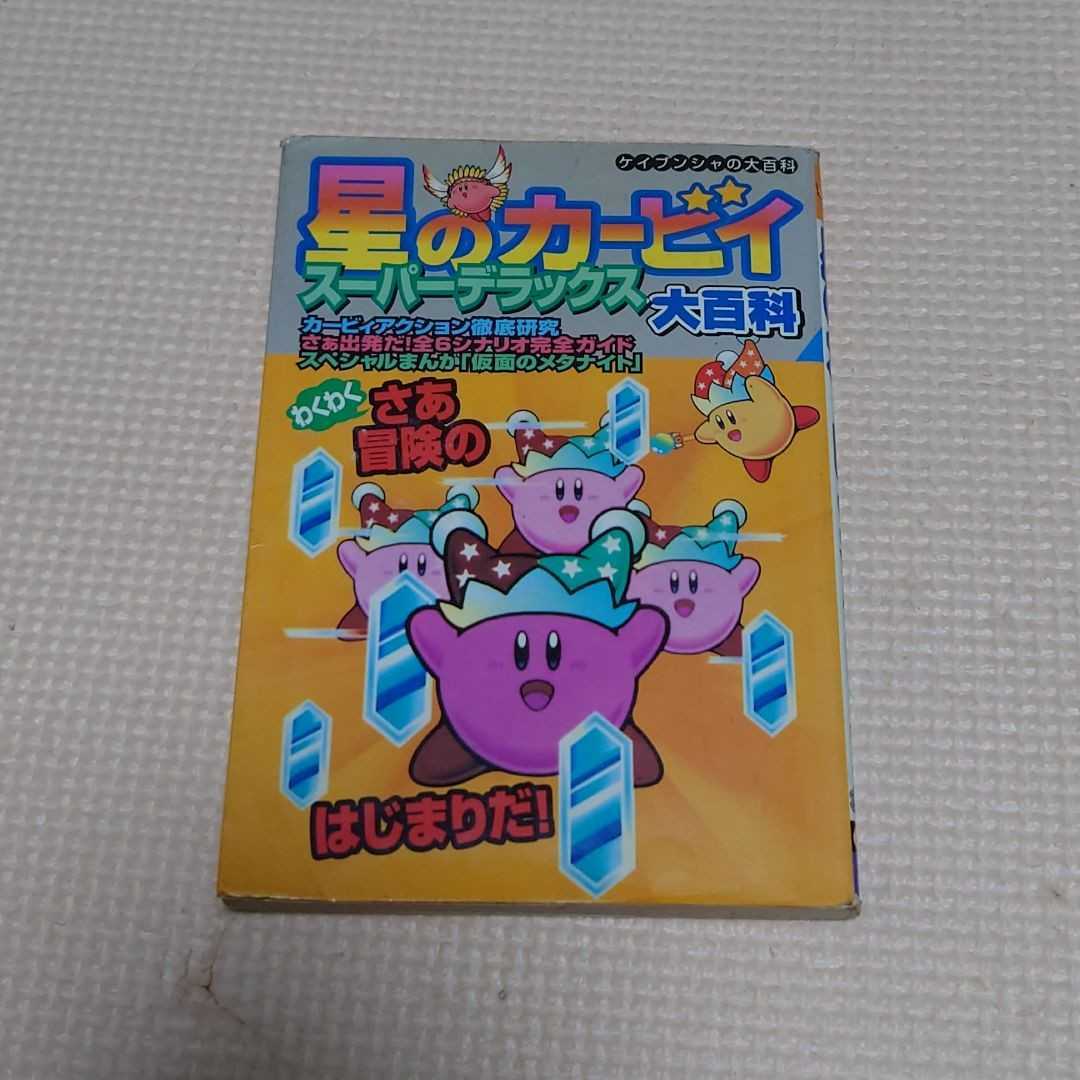 ケイブンシャの大百科
星のカービィ
スーパーデラックス
大百科
カービィアクション徹底研究
さぁ出発だ!全6シナリオ完全ガイド
スペシャルまんが「仮面のメタナイト」
わくわく
さあ
冒険の
はじまりだ!